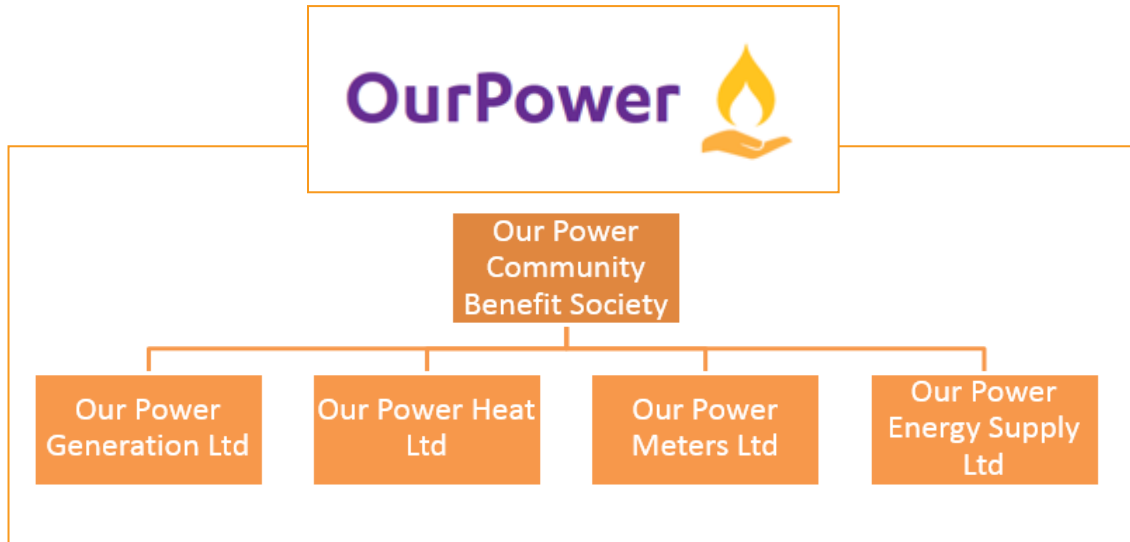 OurPower
Our Power
Community
Benefit Society
Our Power
Generation Ltd
Our Power Heat
Ltd
Our Power
Meters Ltd
Our Power
Energy Supply
Ltd